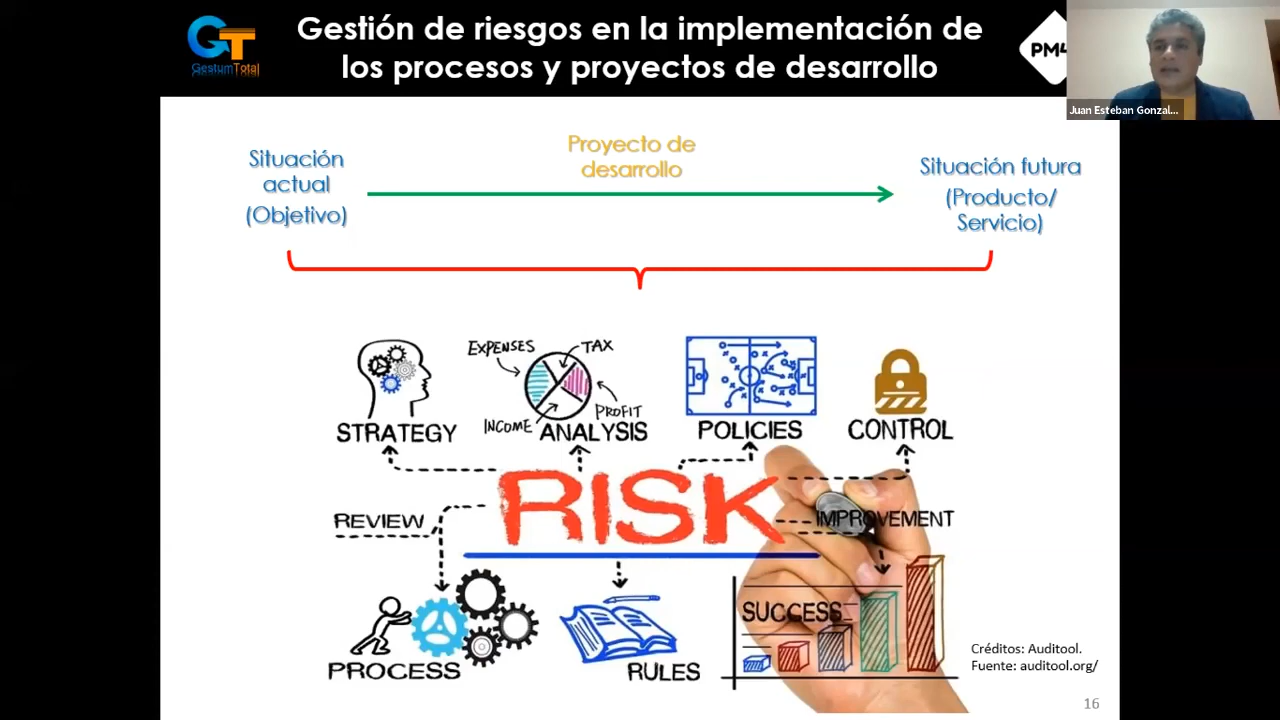 GT
GestumTotal
Gestión de riesgos en la implementación de
los procesos y proyectos de desarrollo
PM4
Juan Esteban Gonzal...
Situación
actual
(Objetivo)
Proyecto de
desarrollo
Situación futura
(Producto/
Servicio)
EXPENSES
TAX
INCOME
PROFIT
STRATEGY
ANALYSIS
POLICIES
CONTROL
RISK
REVIEW
IMPROVEMENT
SUCCESS
PROCESS
RULES
Créditos: Auditool.
Fuente: auditool.org/
16